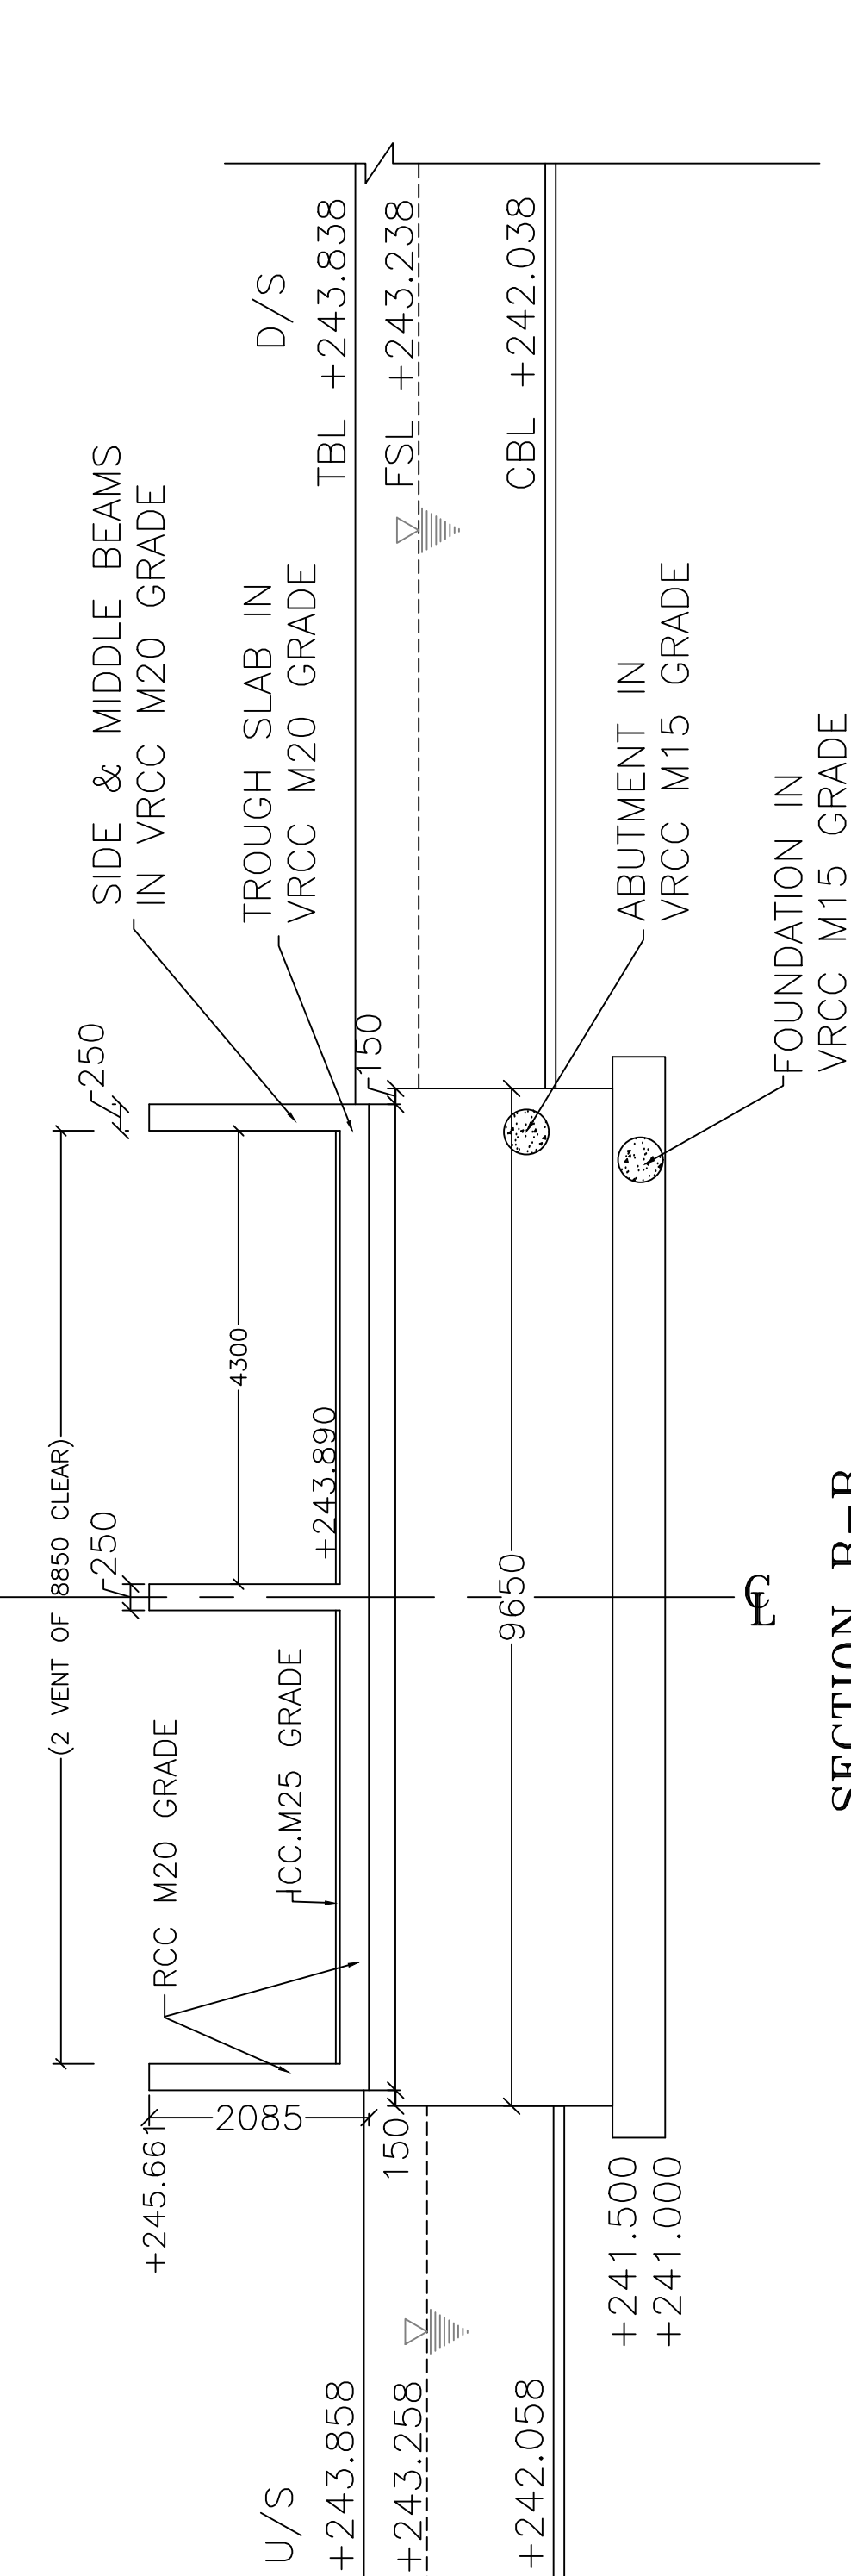 D/S
TBL +243.838
FSL +243.238
CBL +242.038
SIDE & MIDDLE BEAMS
IN VRCC M20 GRADE
TROUGH SLAB IN
VRCC M20 GRADE
ABUTMENT IN
VRCC M15 GRADE
FOUNDATION IN
VRCC M15 GRADE
250
150
(2 VENT OF 8850 CLEAR)
4300
250
+243.890
9650
CL
SECTION B-B
RCC M20 GRADE
CC.M25 GRADE
2085
150
+245.661
+241.500
+241.000
U/S
+243.858
+243.258
+242.058